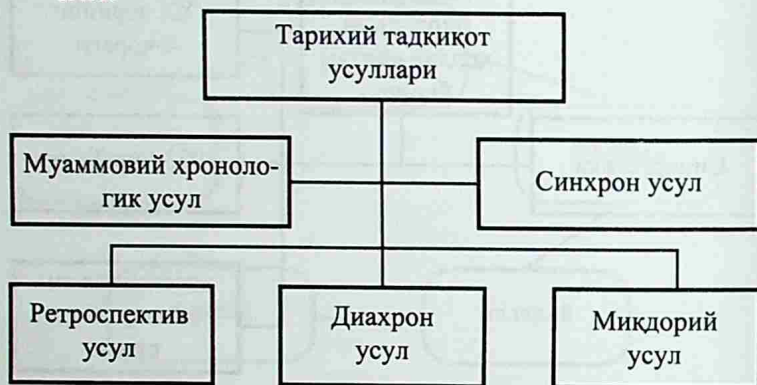 Тарихий тадқиқот
усуллари
Муаммовий хроноло-
гик усул
Синхрон усул
Ретроспектив
усул
Диахрон
усул
Миқдорий
усул